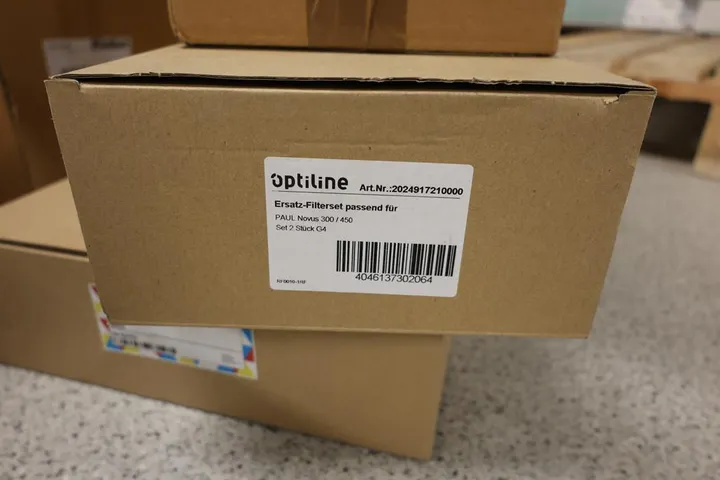 optiline
Art.Nr.:2024917210000
Ersatz-Filterset passend für
PAUL Novus 300 / 450
Set 2 Stück G4
4046137302064